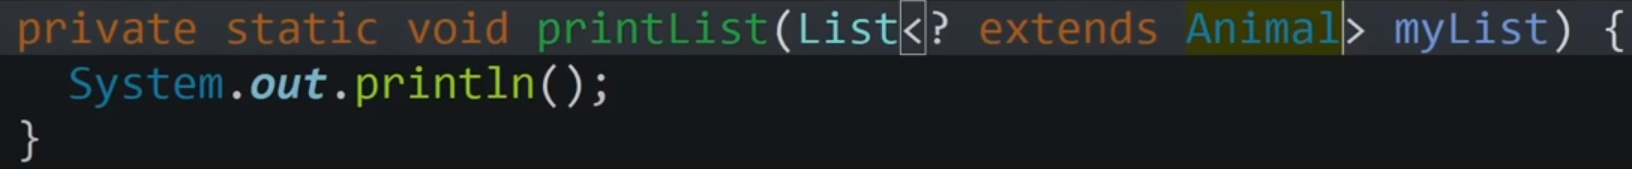 private static void printList(List<? extends Animal> myList) {
  System.out.println();
}